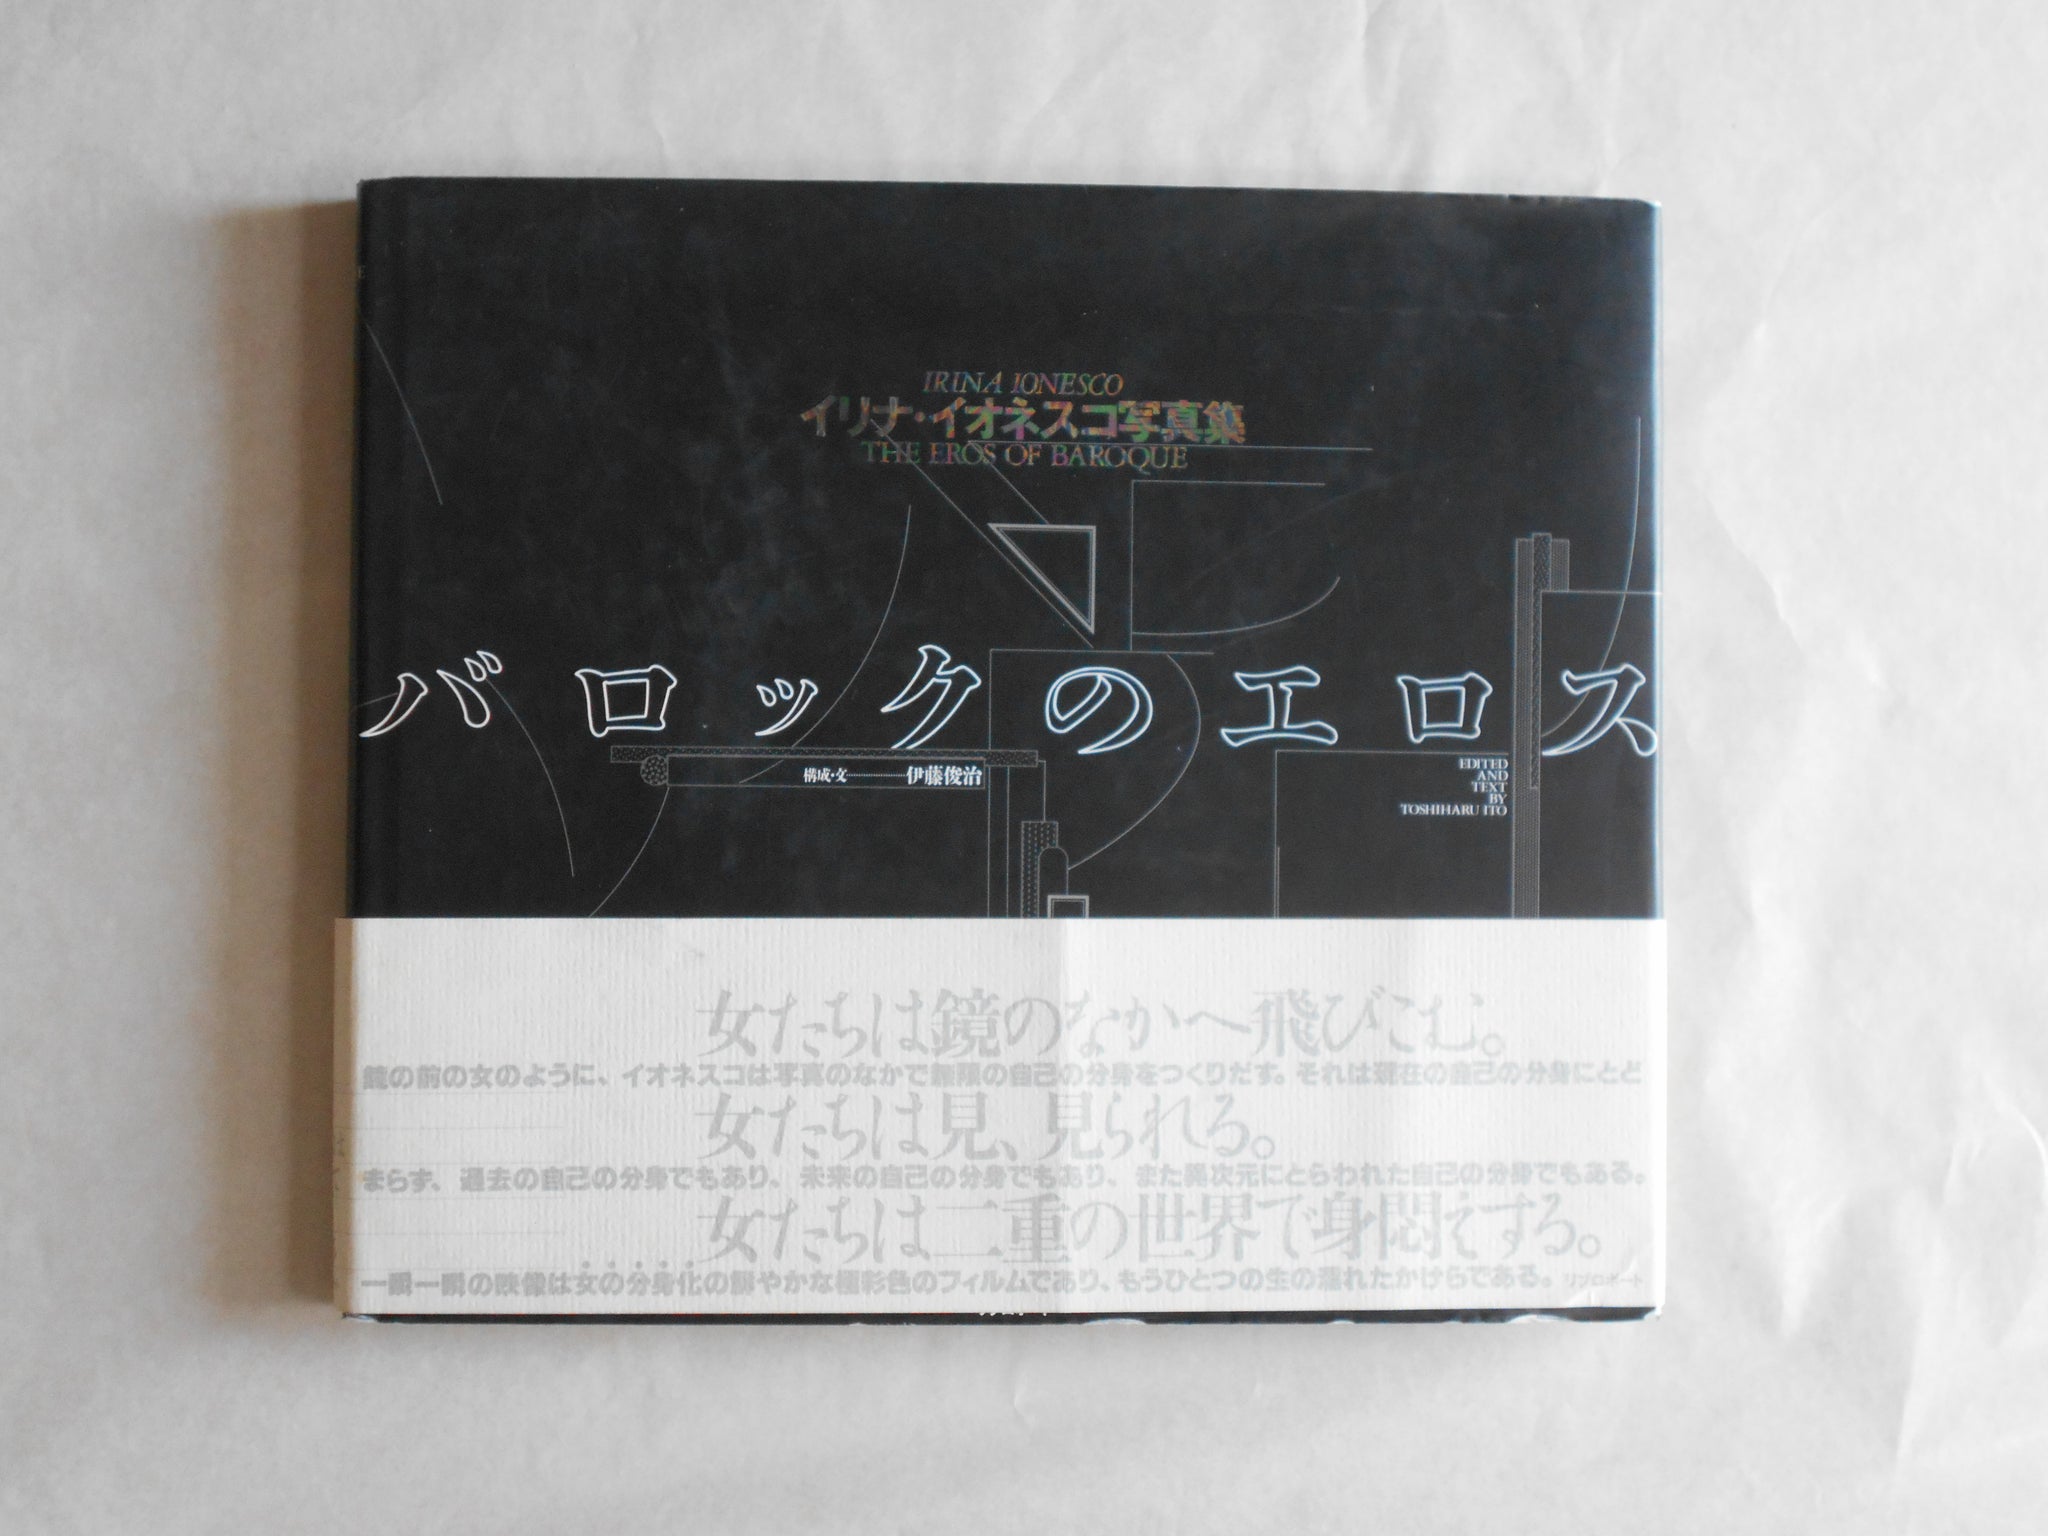 IRINA IONESCO
イリナ・イオネスコ写真集
THE EROS OF BAROQUE
バロックのエロス
構成・文 伊藤俊治
EDITED
AND
TEXT
BY
TOSHIHARU ITO
女たちは鏡のなかへ飛びこむ。
鏡の前の女のように、イオネスコは写真のなかで無限の自己の分身をつくりだす。それは現在の自己の分身にとど
女たちは見、見られる。
まらず、過去の自己の分身でもあり、未来の自己の分身でもあり、また異次元にとらわれた自己の分身でもある。
女たちは二重の世界で身悶えする。
一瞬一瞬の映像は女の分身化の鮮やかな極彩色のフィルムであり、もうひとつの生の濡れたかけらである。リブロポート